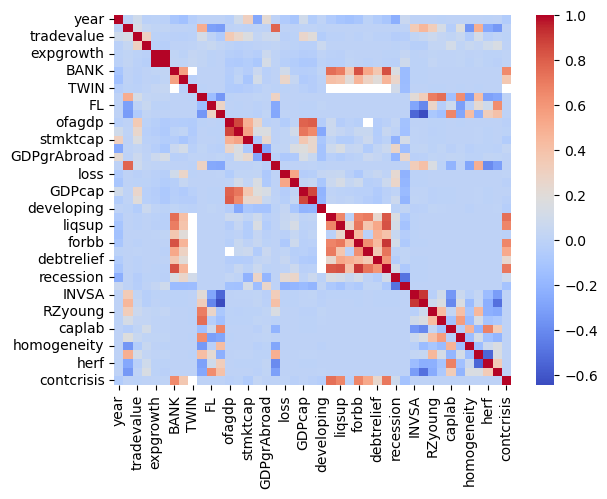 year
tradevalue
expgrowth
BANK
TWIN
FL
ofagdp
stmktcap
GDPgrAbroad
loss
GDPcap
developing
liqsup
forbb
debtrelief
recession
INVSA
RZyoung
caplab
homogeneity
herf
contcrisis
year
tradevalue
expgrowth
BANK
TWIN
FL
ofagdp
stmktcap
GDPgrAbroad
loss
GDPcap
developing
liqsup
forbb
debtrelief
recession
INVSA
RZyoung
caplab
homogeneity
herf
contcrisis
1.0
0.8
0.6
0.4
0.2
0.0
−0.2
−0.4
−0.6